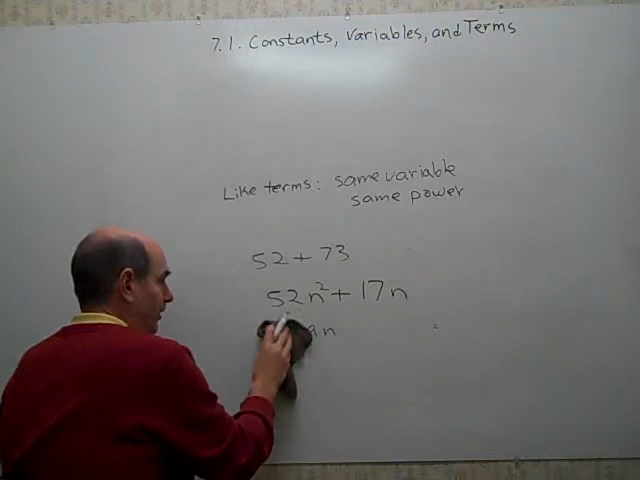 7.1. Constants, Variables, and Terms
Like terms: same variable
same power
52 + 73
52n² + 17n
n